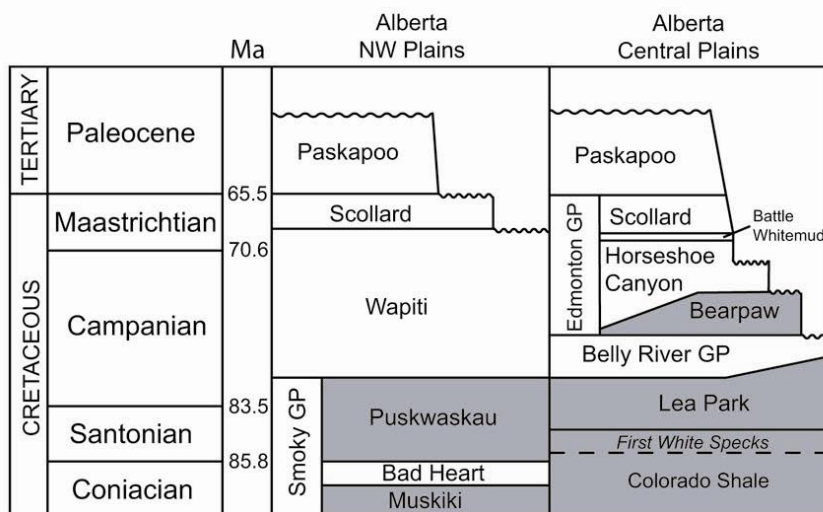 Ma
Alberta
NW Plains
Alberta
Central Plains
TERTIARY
Paleocene
Paskapoo
Paskapoo
65.5
CRETACEOUS
Maastrichtian
Scollard
Edmonton GP
Scollard
Battle
Whitemud
70.6
Horseshoe
Canyon
Wapiti
Bearpaw
Campanian
Belly River GP
83.5
Smoky GP
Puskwaskau
Lea Park
Santonian
First White Specks
85.8
Bad Heart
Colorado Shale
Coniacian
Muskiki